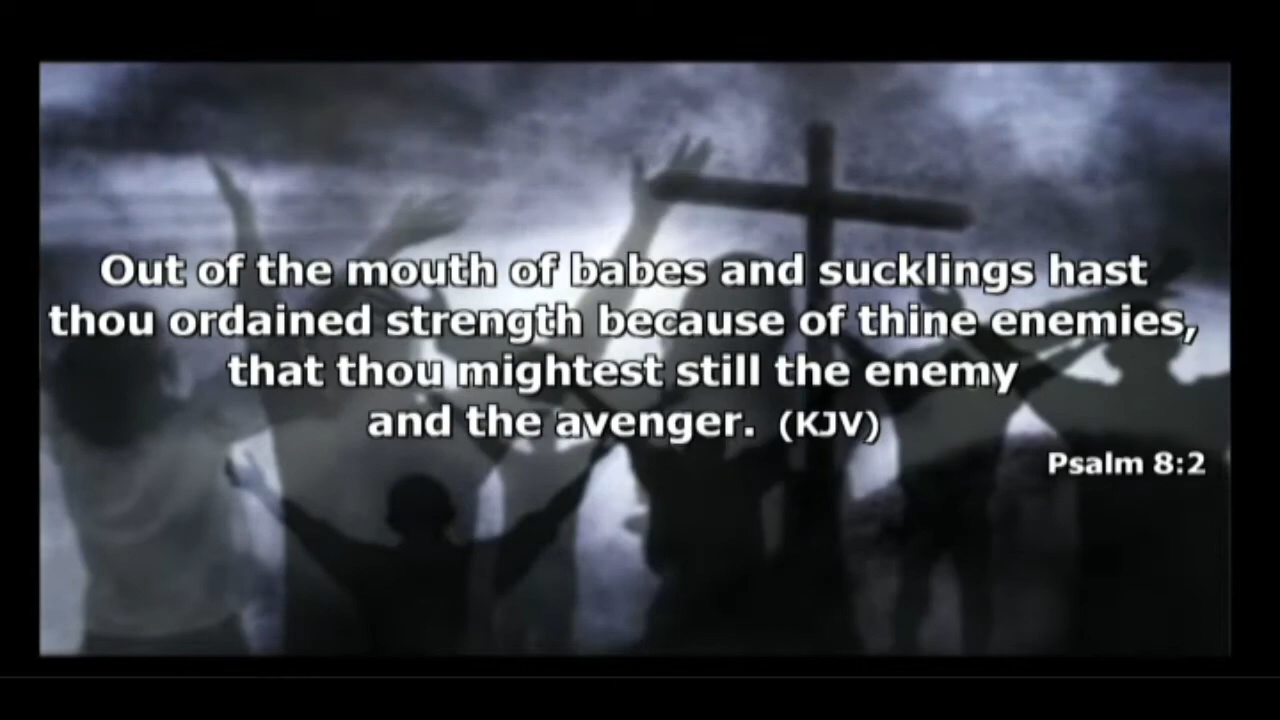 Out of the mouth of babes and sucklings hast
thou ordained strength because of thine enemies,
that thou mightest still the enemy
and the avenger. (KJV)
Psalm 8:2